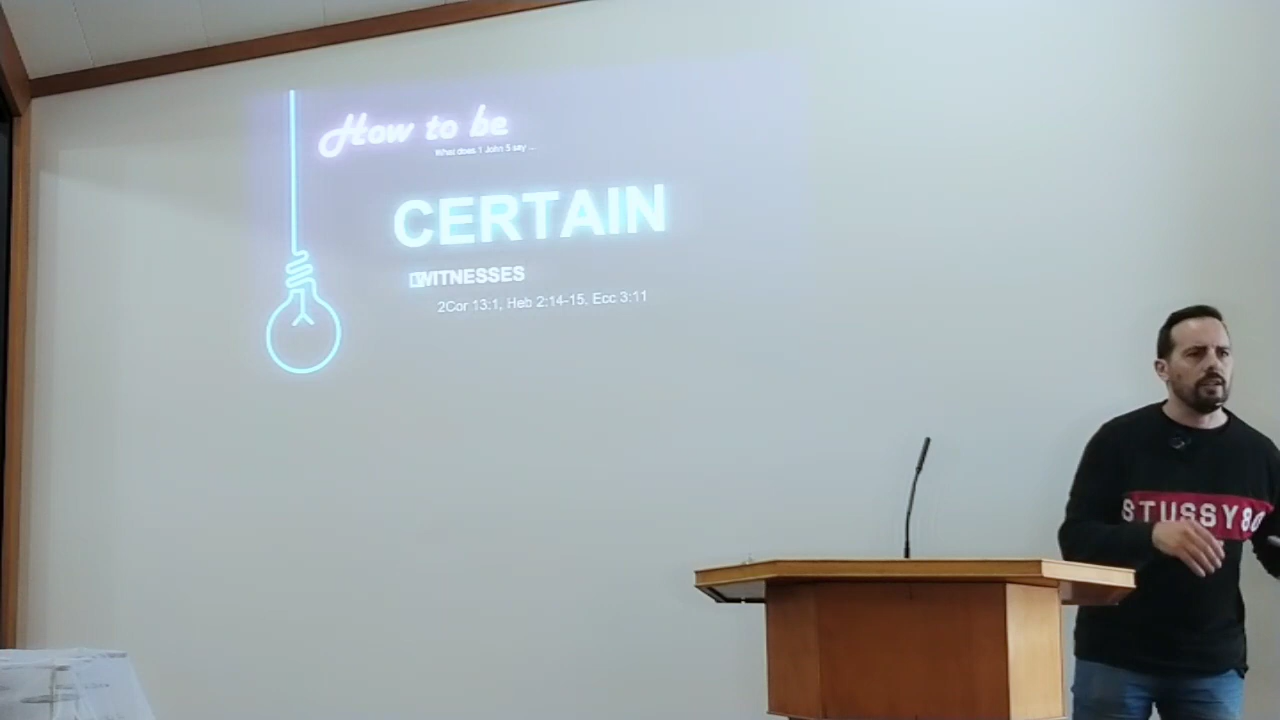 How to be
What does 1 John 5 say ...
CERTAIN
WITNESSES
2Cor 13:1, Heb 2:14-15, Ecc 3:11
STUSSY80